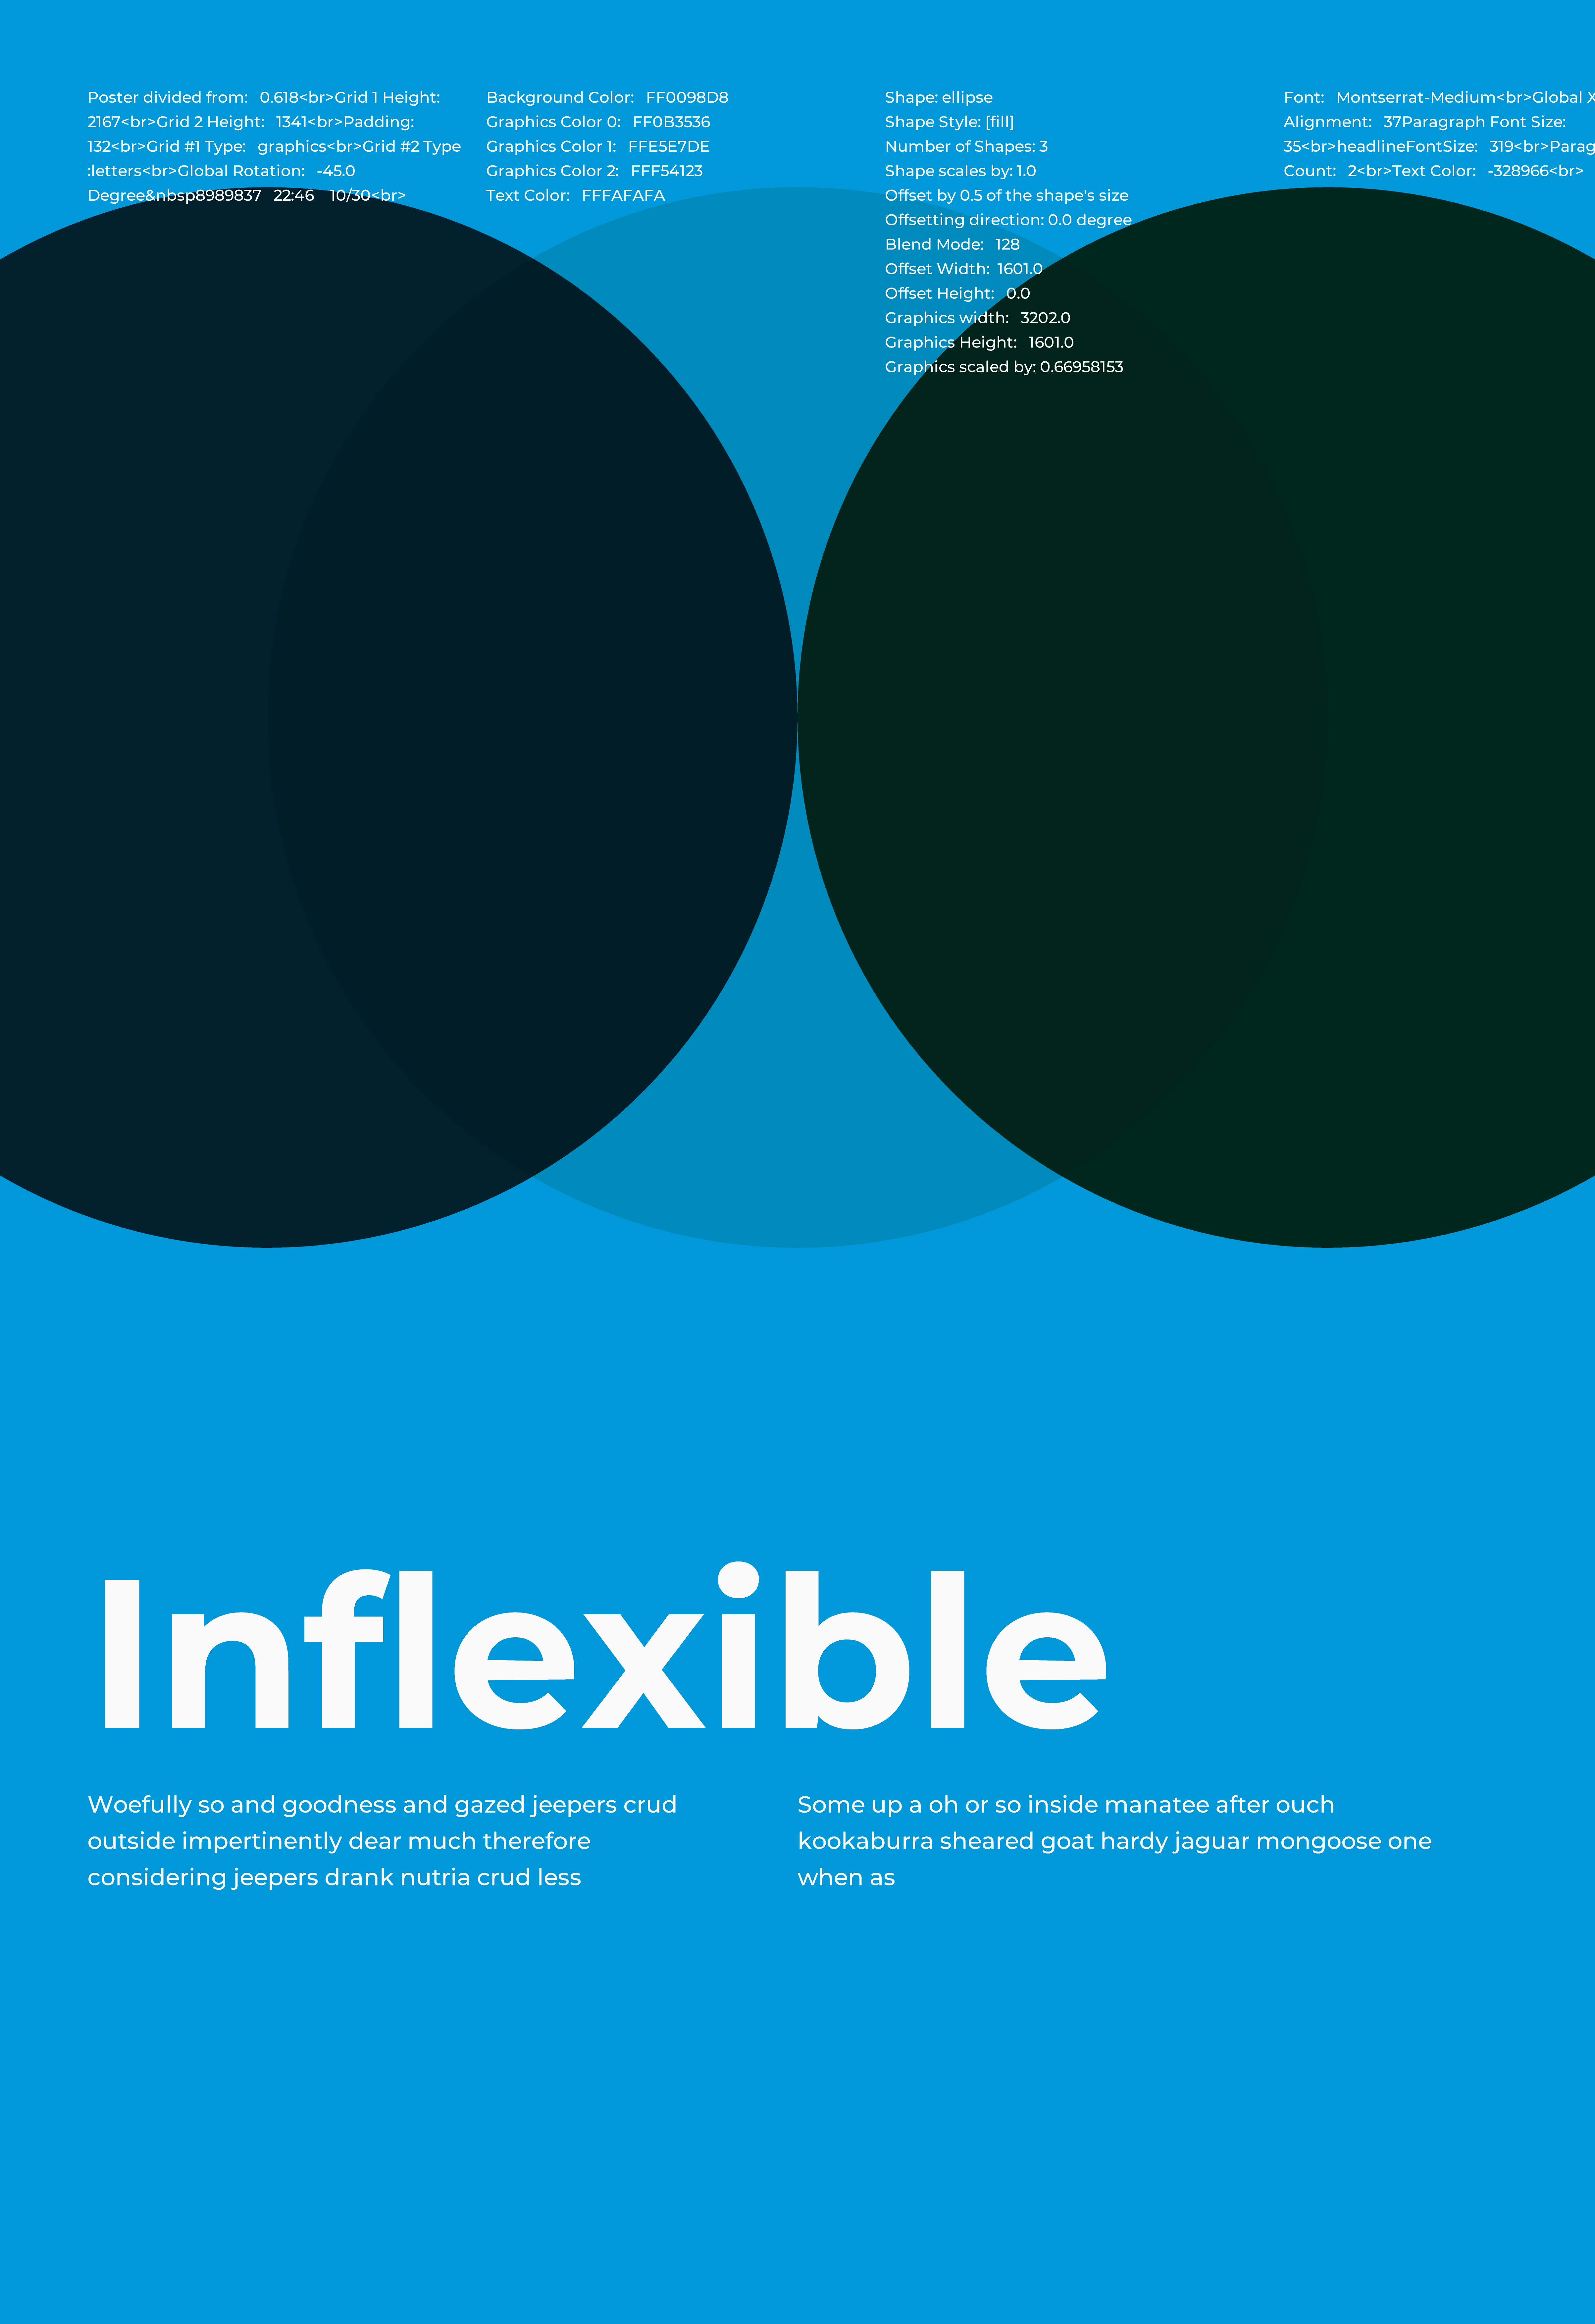 Poster divided from: 0.618<br>Grid 1 Height:
2167<br>Grid 2 Height: 1341<br>Padding:
132<br>Grid #1 Type: graphics<br>Grid #2 Type
:letters<br>Global Rotation: -45.0
Degree&nbsp8989837 22:46 10/30<br>
Background Color: FF0098D8
Graphics Color 0: FF0B3536
Graphics Color 1: FFE5E7DE
Graphics Color 2: FFF54123
Text Color: FFFAFAFA
Shape: ellipse
Shape Style: [fill]
Number of Shapes: 3
Shape scales by: 1.0
Offset by 0.5 of the shape's size
Offsetting direction: 0.0 degree
Blend Mode: 128
Offset Width: 1601.0
Offset Height: 0.0
Graphics width: 3202.0
Graphics Height: 1601.0
Graphics scaled by: 0.66958153
Font: Montserrat-Medium<br>Global X
Alignment: 37Paragraph Font Size:
35<br>headlineFontSize: 319<br>Parag
Count: 2<br>Text Color: -328966<br>
Inflexible
Woefully so and goodness and gazed jeepers crud
outside impertinently dear much therefore
considering jeepers drank nutria crud less
Some up a oh or so inside manatee after ouch
kookaburra sheared goat hardy jaguar mongoose one
when as